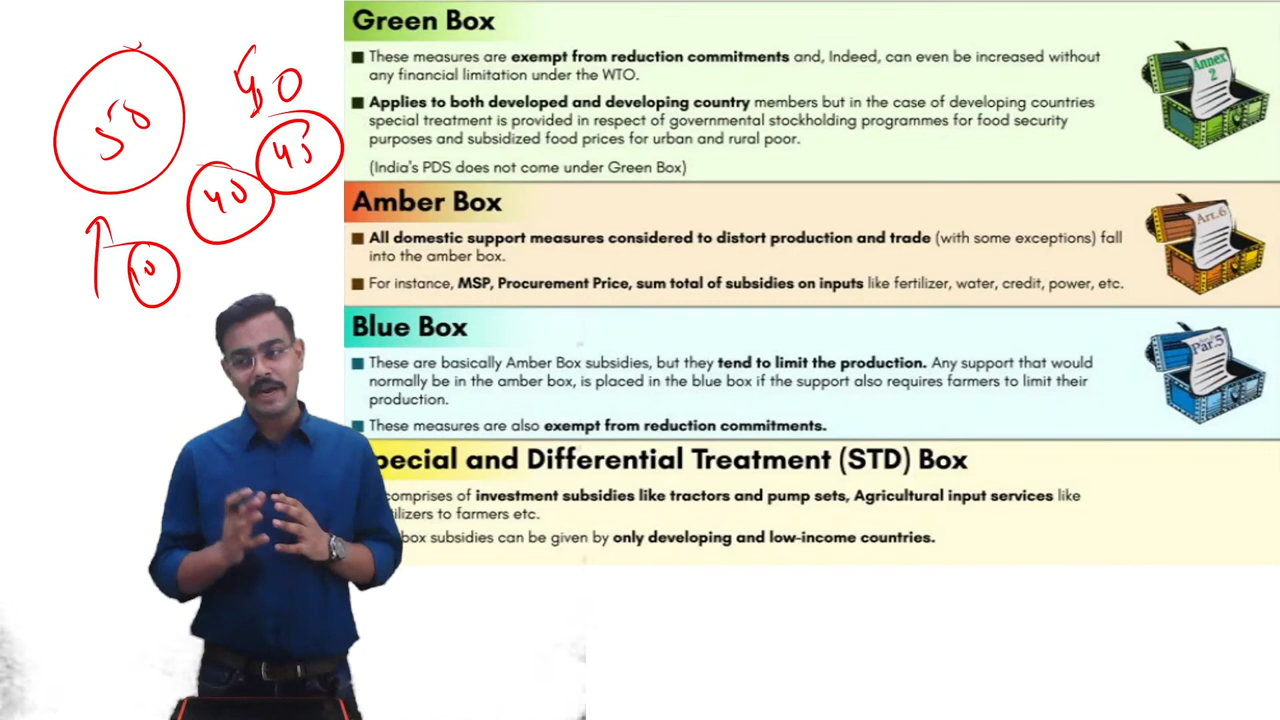 50
50
45
40
10
Green Box
These measures are exempt from reduction commitments and, Indeed, can even be increased without
any financial limitation under the WTO.
Applies to both developed and developing country members but in the case of developing countries
special treatment is provided in respect of governmental stockholding programmes for food security
purposes and subsidized food prices for urban and rural poor.
(India's PDS does not come under Green Box)
Annex
2
Amber Box
All domestic support measures considered to distort production and trade (with some exceptions) fall
into the amber box.
For instance, MSP, Procurement Price, sum total of subsidies on inputs like fertilizer, water, credit, power, etc.
Art.6
Blue Box
These are basically Amber Box subsidies, but they tend to limit the production. Any support that would
normally be in the amber box, is placed in the blue box if the support also requires farmers to limit their
production.
These measures are also exempt from reduction commitments.
Par.5
pecial and Differential Treatment (STD) Box
comprises of investment subsidies like tractors and pump sets, Agricultural input services like
ilizers to farmers etc.
box subsidies can be given by only developing and low-income countries.